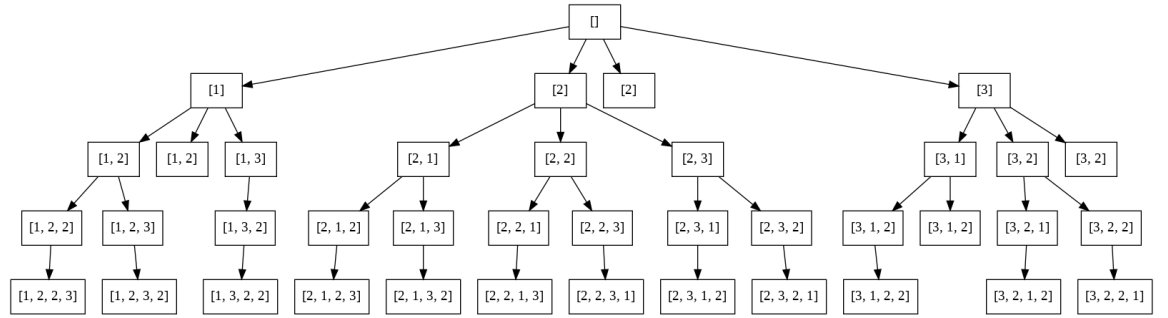 []
[1] [2] [2] [3]
[1, 2] [1, 2] [1, 3] [2, 1] [2, 2] [2, 3] [3, 1] [3, 2] [3, 2]
[1, 2, 2] [1, 2, 3] [1, 3, 2] [2, 1, 2] [2, 1, 3] [2, 2, 1] [2, 2, 3] [2, 3, 1] [2, 3, 2] [3, 1, 2] [3, 1, 2] [3, 2, 1] [3, 2, 2]
[1, 2, 2, 3] [1, 2, 3, 2] [1, 3, 2, 2] [2, 1, 2, 3] [2, 1, 3, 2] [2, 2, 1, 3] [2, 2, 3, 1] [2, 3, 1, 2] [2, 3, 2, 1] [3, 1, 2, 2] [3, 2, 1, 2] [3, 2, 2, 1]